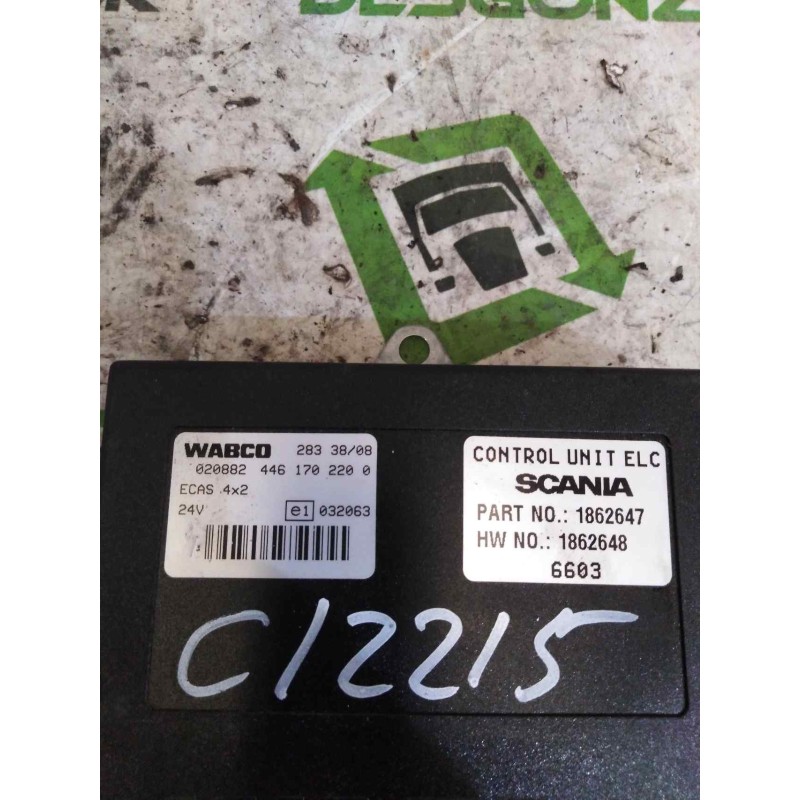 WABCO 283 38/08
020882 446 170 220 0
ECAS 4x2
24V e1 032063
CONTROL UNIT ELC
SCANIA
PART NO.: 1862647
HW NO.: 1862648
6603
C12215